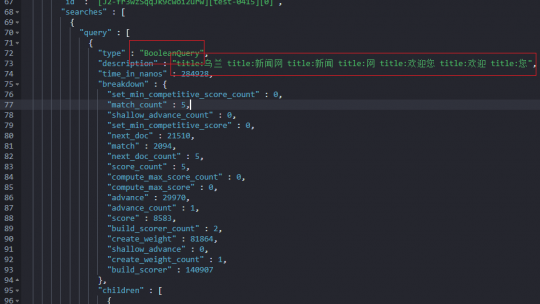 67 "id" : "[J2-fF3wzSqqJk9cwo1zurw][test-0415][0]",
68 "searches" : [
69 {
70 "query" : [
71 {
72 "type" : "BooleanQuery",
73 "description" : "title:乌兰 title:新闻网 title:新闻 title:网 title:欢迎您 title:欢迎 title:您",
74 "time_in_nanos" : 284928,
75 "breakdown" : {
76 "set_min_competitive_score_count" : 0,
77 "match_count" : 5,
78 "shallow_advance_count" : 0,
79 "set_min_competitive_score" : 0,
80 "next_doc" : 21510,
81 "match" : 2094,
82 "next_doc_count" : 5,
83 "score_count" : 5,
84 "compute_max_score_count" : 0,
85 "compute_max_score" : 0,
86 "advance" : 29970,
87 "advance_count" : 1,
88 "score" : 8583,
89 "build_scorer_count" : 2,
90 "create_weight" : 81864,
91 "shallow_advance" : 0,
92 "create_weight_count" : 1,
93 "build_scorer" : 140907
94 },
95 "children" : [
96 {